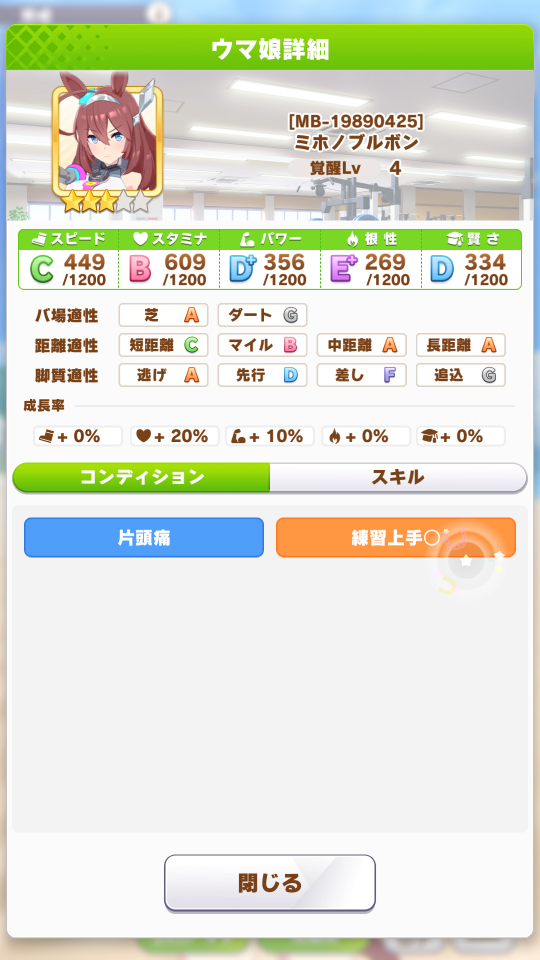 ウマ娘詳細
[MB-19890425]
ミホノブルボン
覚醒Lv 4
スピード スタミナ パワー 根性 賢さ
C 449/1200 B 609/1200 D+ 356/1200 E+ 269/1200 D 334/1200
バ場適性 芝 A ダート G
距離適性 短距離 C マイル B 中距離 A 長距離 A
脚質適性 逃げ A 先行 D 差し F 追込 G
成長率
+ 0% + 20% + 10% + 0% + 0%
コンディション スキル
片頭痛 練習上手○
閉じる